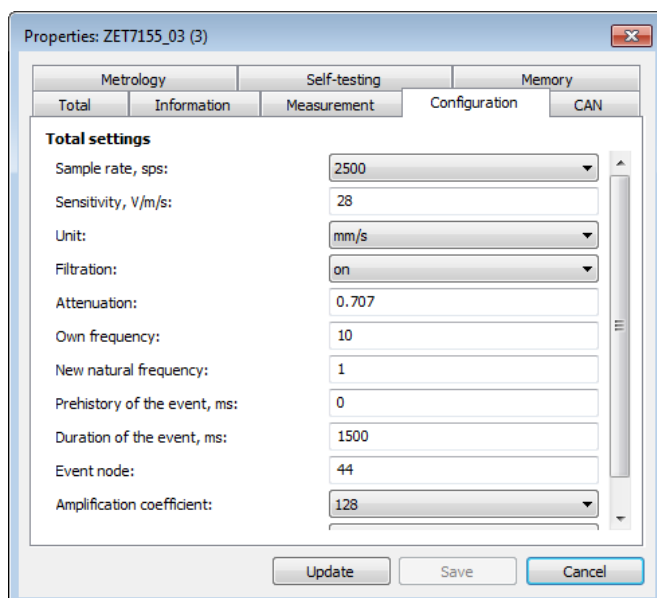 Properties: ZET7155_03 (3)
Metrology Self-testing Memory
Total Information Measurement Configuration CAN
Total settings
Sample rate, sps: 2500
Sensitivity, V/m/s: 28
Unit: mm/s
Filtration: on
Attenuation: 0.707
Own frequency: 10
New natural frequency: 1
Prehistory of the event, ms: 0
Duration of the event, ms: 1500
Event node: 44
Amplification coefficient: 128
Update Save Cancel